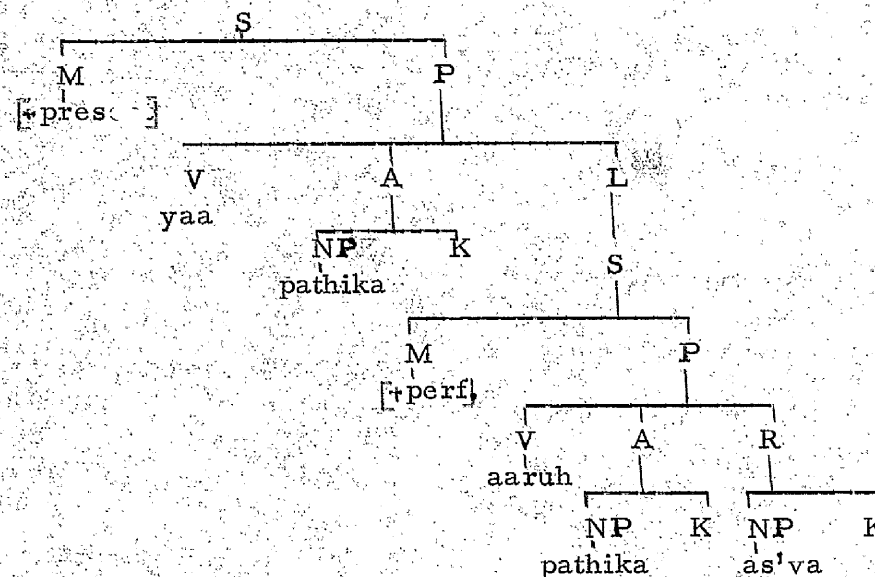 S
M P
[+pres ]
V A L
yaa
NP K
pathika
S
M P
[+perf]
V A R
aaruh
NP K NP K
pathika as'va